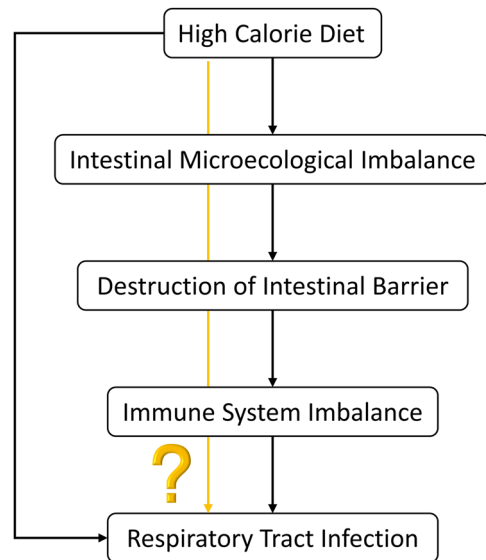 High Calorie Diet
Intestinal Microecological Imbalance
Destruction of Intestinal Barrier
Immune System Imbalance
?
Respiratory Tract Infection